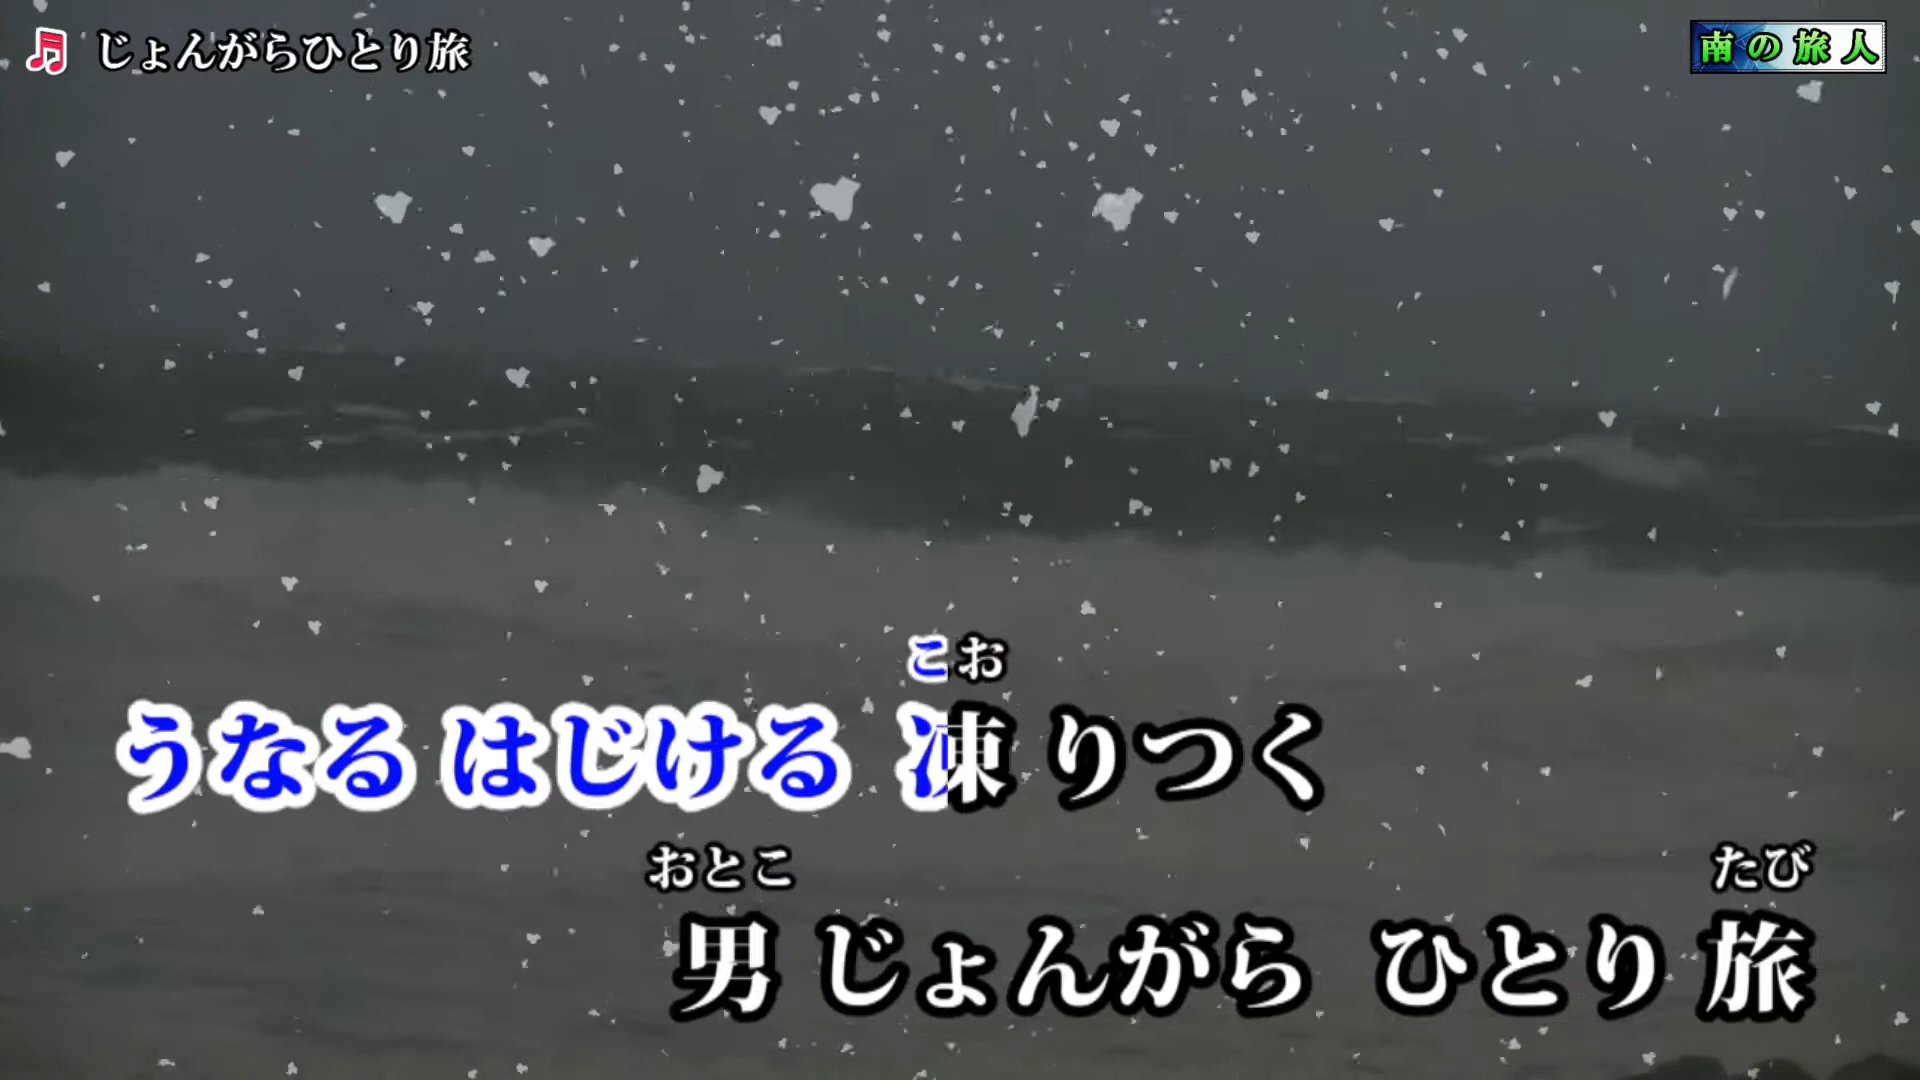 じょんがらひとり旅
南の旅人
こお
うなる はじける 凍りつく
おとこ たび
男 じょんがら ひとり旅